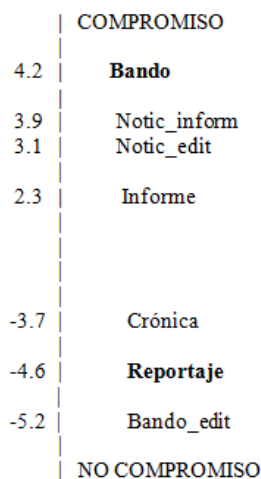 COMPROMISO
4.2 Bando
3.9 Notic_inform
3.1 Notic_edit
2.3 Informe
-3.7 Crónica
-4.6 Reportaje
-5.2 Bando_edit
NO COMPROMISO